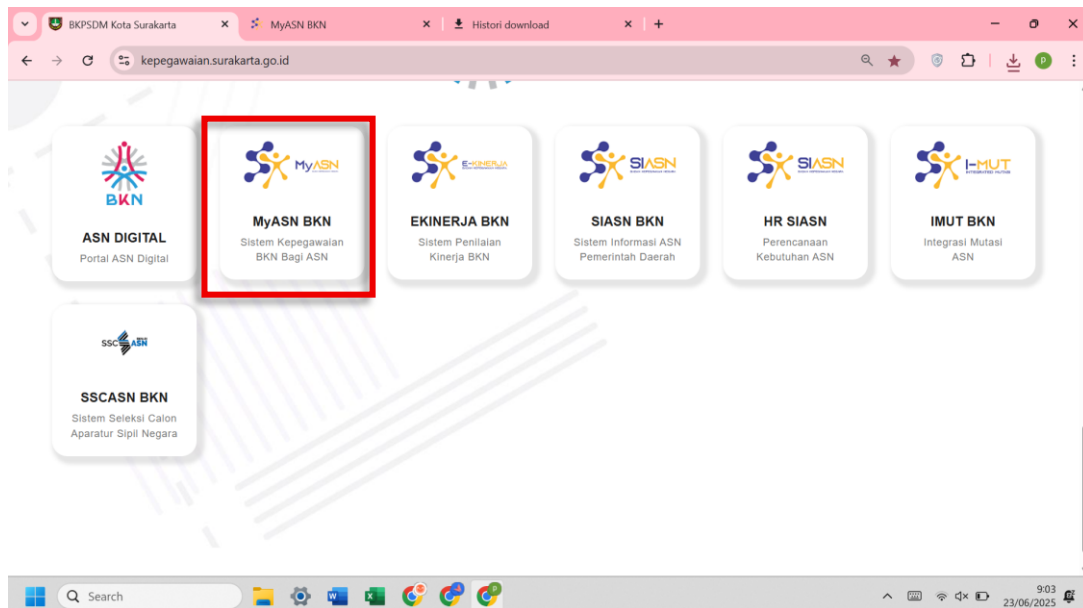 BKPSDM Kota Surakarta
MyASN BKN
Histori download
kepegawaian.surakarta.go.id
P
BKN
ASN DIGITAL
Portal ASN Digital
MyASN
MyASN BKN
Sistem Kepegawaian
BKN Bagi ASN
E-KINERJA
EKINERJA BKN
Sistem Penilaian
Kinerja BKN
SIASN
SIASN BKN
Sistem Informasi ASN
Pemerintah Daerah
SIASN
HR SIASN
Perencanaan
Kebutuhan ASN
I-MUT
IMUT BKN
Integrasi Mutasi
ASN
SSCASN
SSCASN BKN
Sistem Seleksi Calon
Aparatur Sipil Negara
Search
9:03
23/06/2025